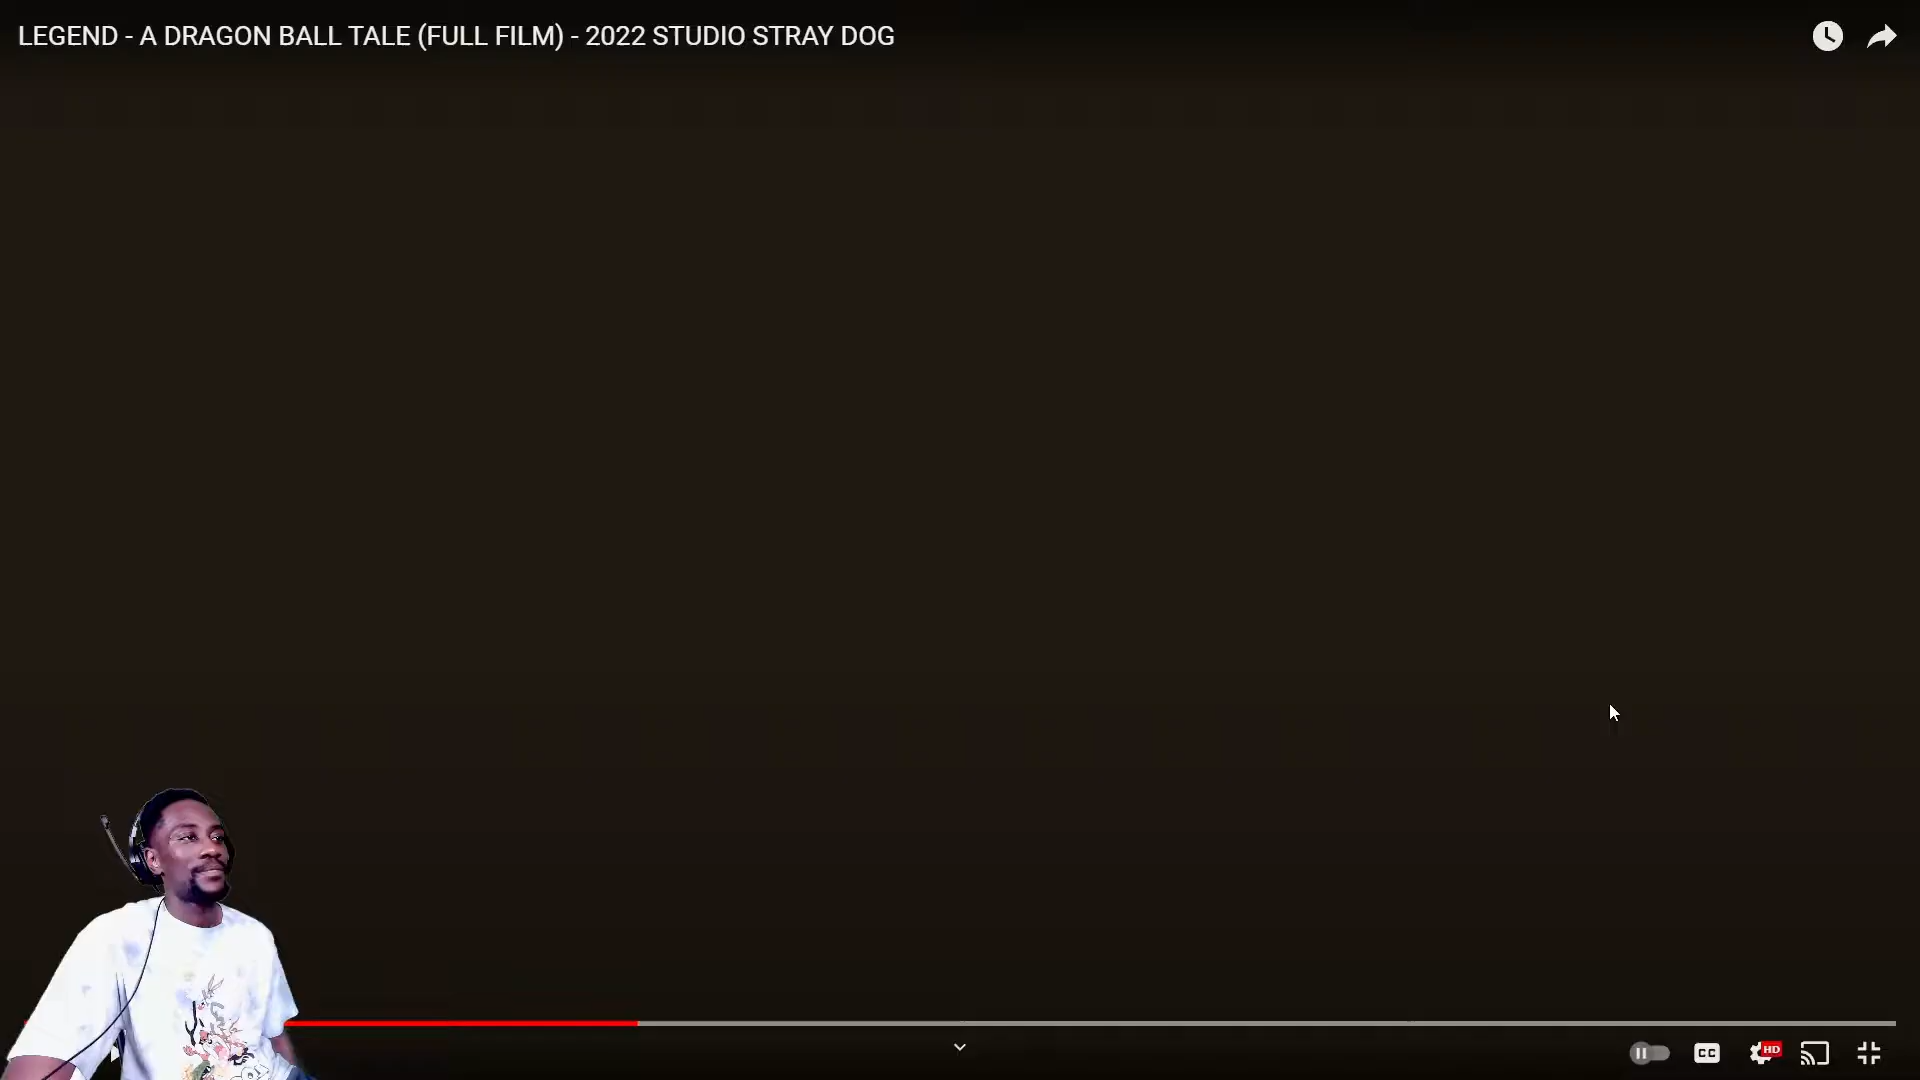 LEGEND - A DRAGON BALL TALE (FULL FILM) - 2022 STUDIO STRAY DOG
CC
HD